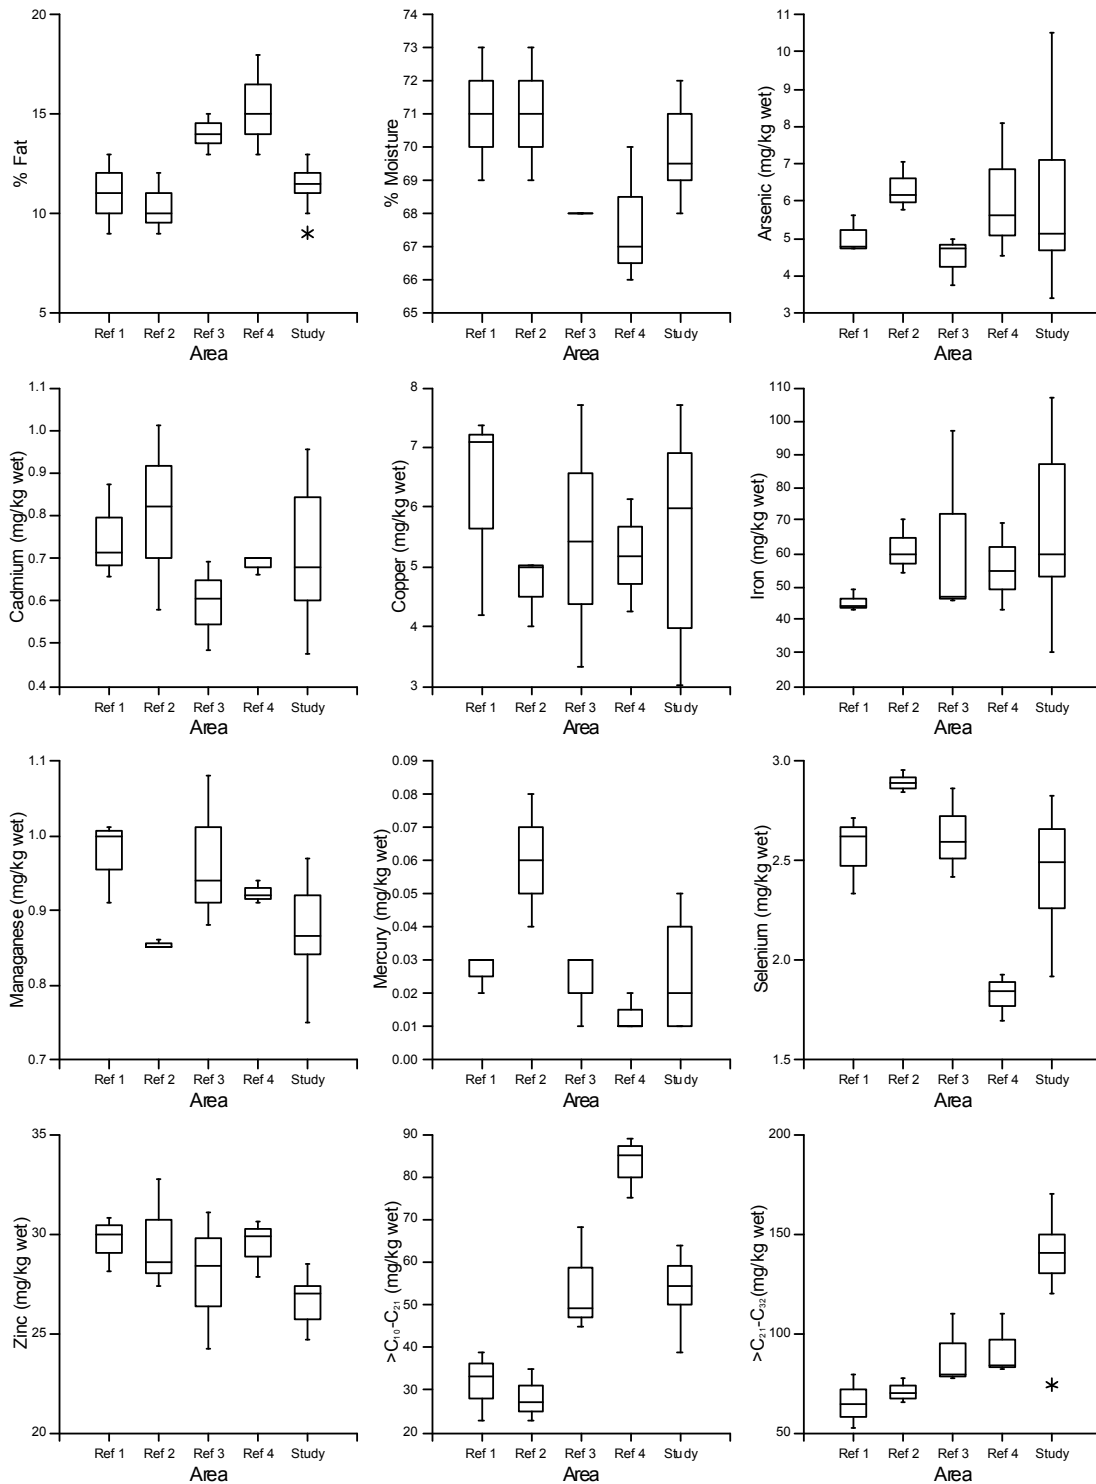 20
15
10
5
% Fat
Ref 1 Ref 2 Ref 3 Ref 4 Study
Area
74
73
72
71
70
69
68
67
66
65
% Moisture
Ref 1 Ref 2 Ref 3 Ref 4 Study
Area
11
10
9
8
7
6
5
4
3
Arsenic (mg/kg wet)
Ref 1 Ref 2 Ref 3 Ref 4 Study
Area
1.1
1.0
0.9
0.8
0.7
0.6
0.5
0.4
Cadmium (mg/kg wet)
Ref 1 Ref 2 Ref 3 Ref 4 Study
Area
8
7
6
5
4
3
Copper (mg/kg wet)
Ref 1 Ref 2 Ref 3 Ref 4 Study
Area
110
100
90
80
70
60
50
40
30
20
Iron (mg/kg wet)
Ref 1 Ref 2 Ref 3 Ref 4 Study
Area
1.1
1.0
0.9
0.8
0.7
Managanese (mg/kg wet)
Ref 1 Ref 2 Ref 3 Ref 4 Study
Area
0.09
0.08
0.07
0.06
0.05
0.04
0.03
0.02
0.01
0.00
Mercury (mg/kg wet)
Ref 1 Ref 2 Ref 3 Ref 4 Study
Area
3.0
2.5
2.0
1.5
Selenium (mg/kg wet)
Ref 1 Ref 2 Ref 3 Ref 4 Study
Area
35
30
25
20
Zinc (mg/kg wet)
Ref 1 Ref 2 Ref 3 Ref 4 Study
Area
90
80
70
60
50
40
30
20
>C₁₀-C₂₁ (mg/kg wet)
Ref 1 Ref 2 Ref 3 Ref 4 Study
Area
200
150
100
50
>C₂₁-C₃₂(mg/kg wet)
Ref 1 Ref 2 Ref 3 Ref 4 Study
Area